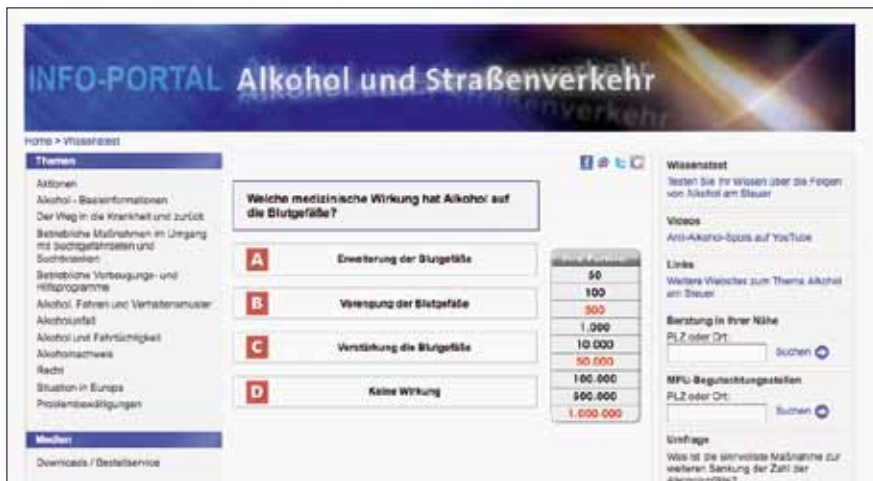 INFO-PORTAL Alkohol und Straßenverkehr
Home > Wissenstest
Themen
Aktionen
Alkohol - Basisinformationen
Der Weg in die Krankheit und zurück
Betriebliche Maßnahmen im Umgang
mit suchtgefährdeten und
Suchtkranken
Betriebliche Vorbeugungs- und
Hilfsprogramme
Alkohol, Fahren und Verhaltensmuster
Alkoholunfall
Alkohol und Fahrtüchtigkeit
Alkoholnachweis
Recht
Situation in Europa
Problembewältigungen
Medien
Downloads / Bestellservice
Welche medizinische Wirkung hat Alkohol auf
die Blutgefäße?
A Erweiterung der Blutgefäße
B Verengung der Blutgefäße
C Verstärkung die Blutgefäße
D Keine Wirkung
50
100
500
1.000
10.000
50.000
100.000
500.000
1.000.000
Wissenstest
Testen Sie Ihr Wissen über die Folgen
von Alkohol am Steuer
Videos
Anti-Alkohol-Spots auf YouTube
Links
Weitere Websites zum Thema Alkohol
am Steuer
Beratung in Ihrer Nähe
PLZ oder Ort:
Suchen
MPU-Begutachtungsstellen
PLZ oder Ort:
Suchen
Umfrage
Was ist die sinnvollste Maßnahme zur
weiteren Senkung der Zahl der